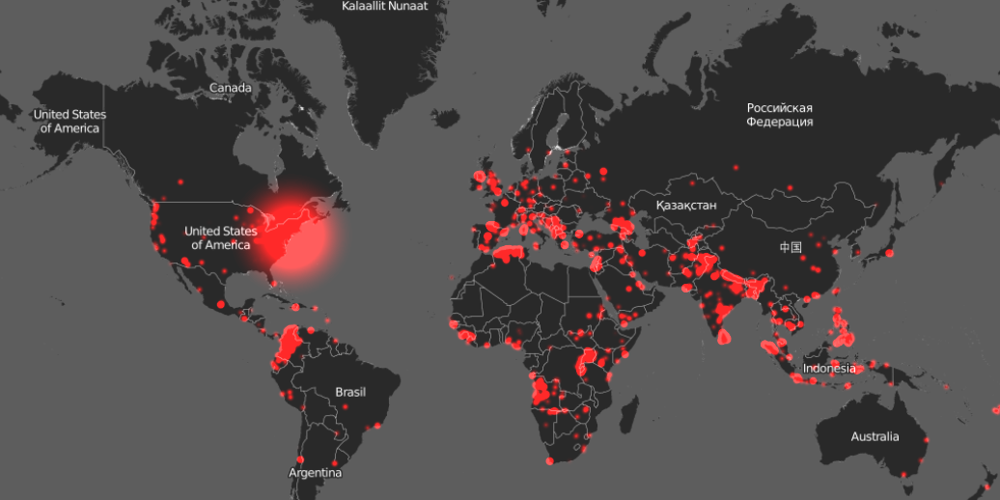 Kalaallit Nunaat
Canada
United States
of America
Российская
Федерация
Қазақстан
United States
of America
中国
Indonesia
Brasil
Australia
Argentina